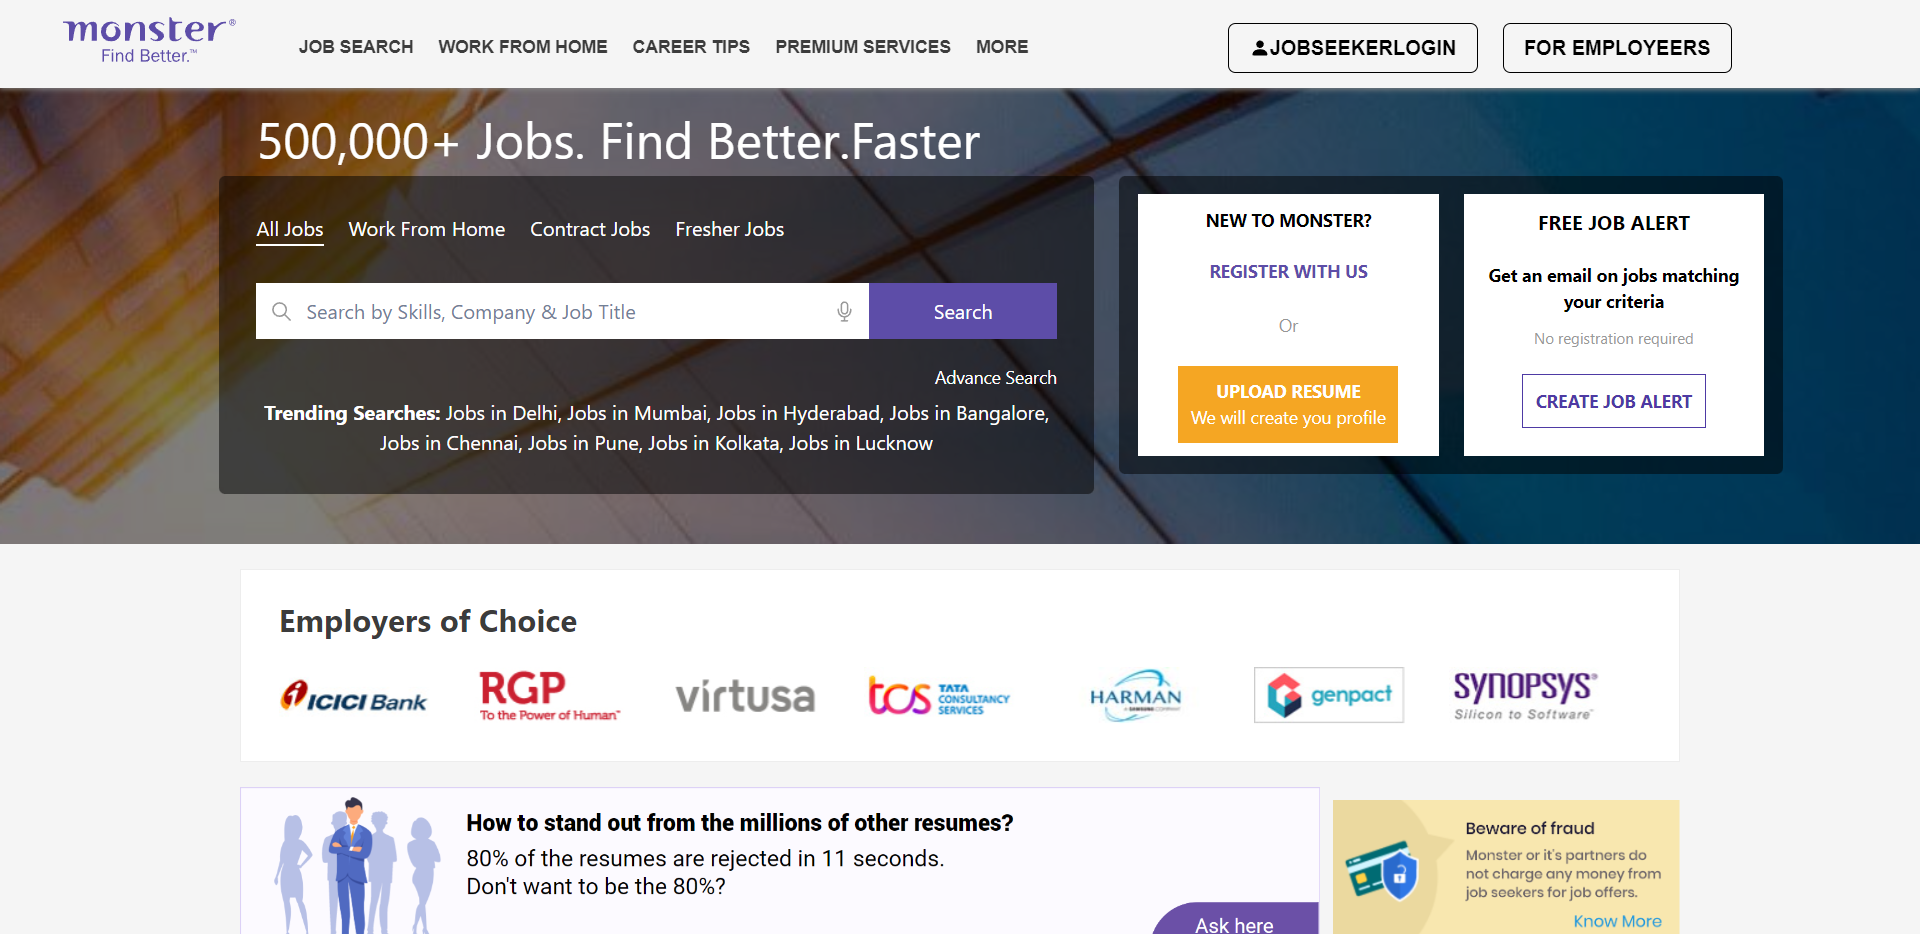 monster®
Find Better.™
JOB SEARCH
WORK FROM HOME
CAREER TIPS
PREMIUM SERVICES
MORE
JOBSEEKERLOGIN
FOR EMPLOYEERS
500,000+ Jobs. Find Better.Faster
All Jobs
Work From Home
Contract Jobs
Fresher Jobs
Search by Skills, Company & Job Title
Search
Advance Search
Trending Searches: Jobs in Delhi, Jobs in Mumbai, Jobs in Hyderabad, Jobs in Bangalore,
Jobs in Chennai, Jobs in Pune, Jobs in Kolkata, Jobs in Lucknow
NEW TO MONSTER?
REGISTER WITH US
Or
UPLOAD RESUME
We will create you profile
FREE JOB ALERT
Get an email on jobs matching
your criteria
No registration required
CREATE JOB ALERT
Employers of Choice
ICICI Bank
RGP
To the Power of Human™
virtusa
tcs
TATA
CONSULTANCY
SERVICES
HARMAN
A SAMSUNG COMPANY
genpact
SYNOPSYS®
Silicon to Software™
How to stand out from the millions of other resumes?
80% of the resumes are rejected in 11 seconds.
Don't want to be the 80%?
Ask here
Beware of fraud
Monster or it's partners do
not charge any money from
job seekers for job offers.
Know More